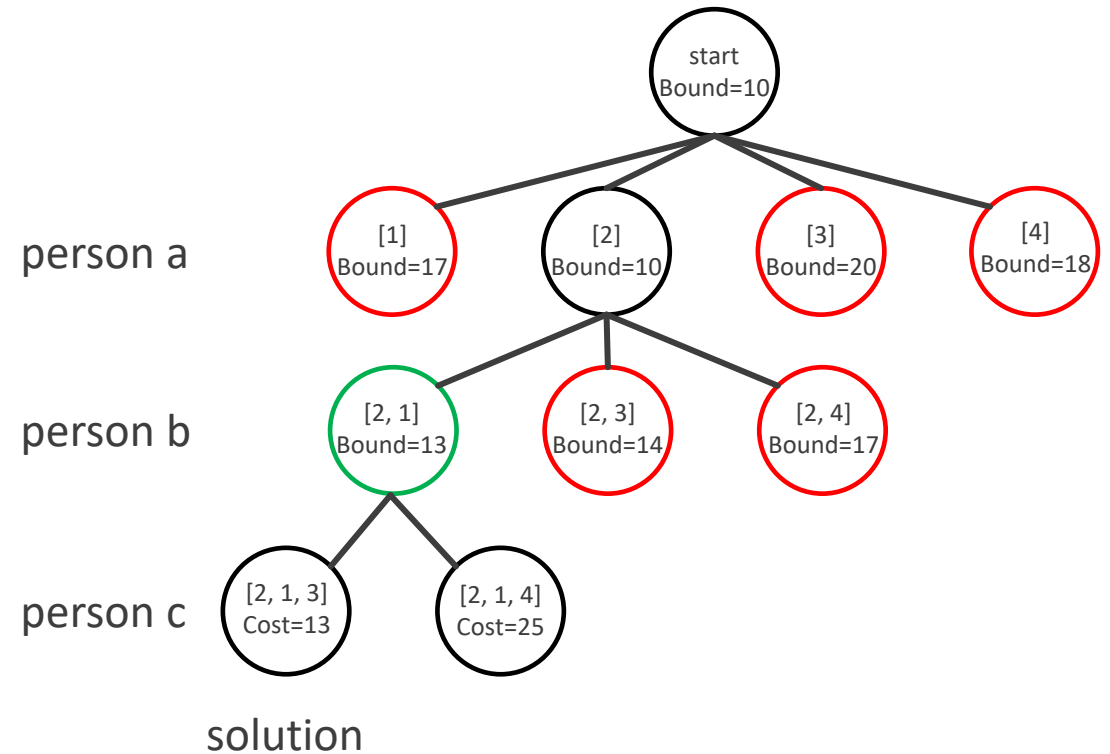 start
Bound=10
person a
[1]
Bound=17
[2]
Bound=10
[3]
Bound=20
[4]
Bound=18
person b
[2, 1]
Bound=13
[2, 3]
Bound=14
[2, 4]
Bound=17
person c
[2, 1, 3]
Cost=13
[2, 1, 4]
Cost=25
solution